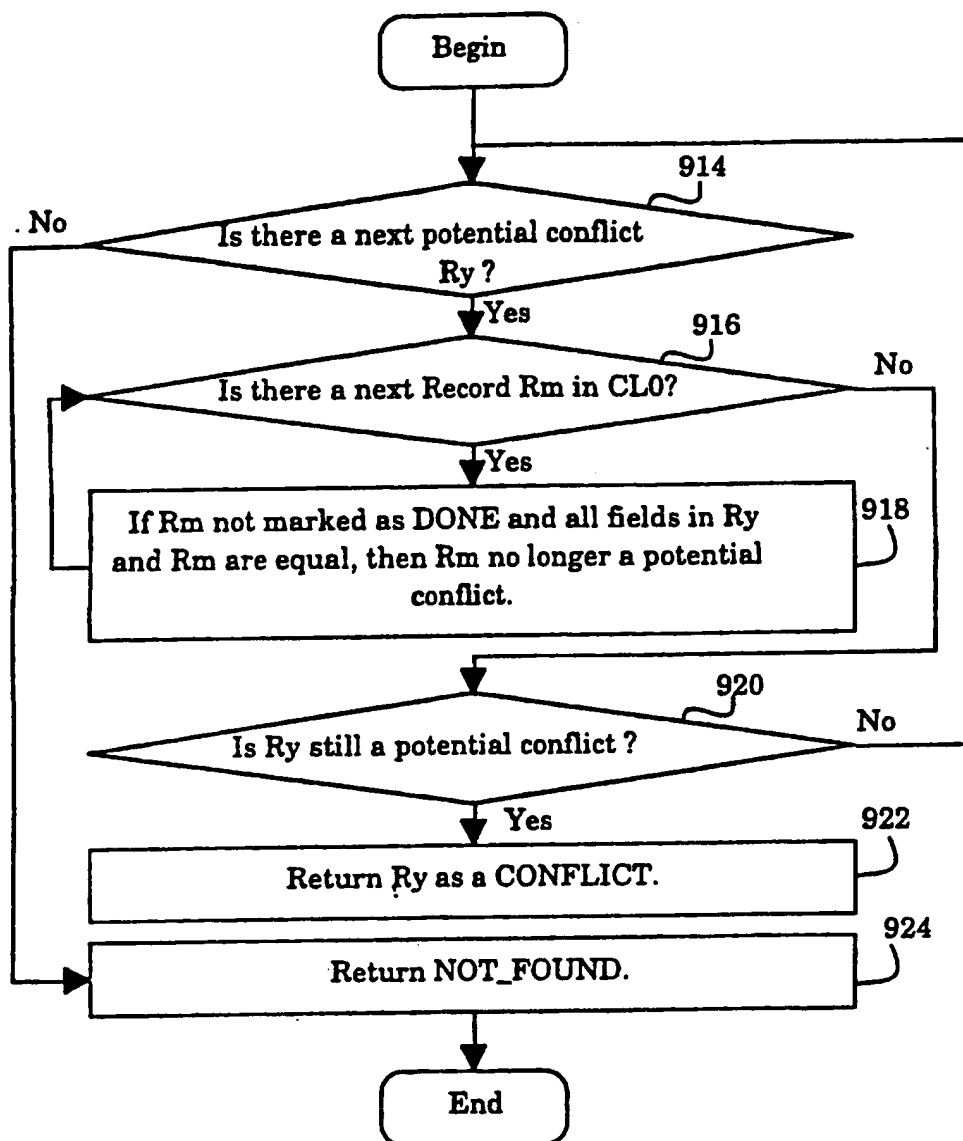 Begin
914
No
Is there a next potential conflict
Ry ?
Yes
916
No
Is there a next Record Rm in CL0?
Yes
If Rm not marked as DONE and all fields in Ry
and Rm are equal, then Rm no longer a potential
conflict.
918
920
No
Is Ry still a potential conflict ?
Yes
922
Return Ry as a CONFLICT.
924
Return NOT_FOUND.
End